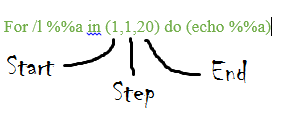 For /l %%a in (1,1,20) do (echo %%a)
Start
Step
End